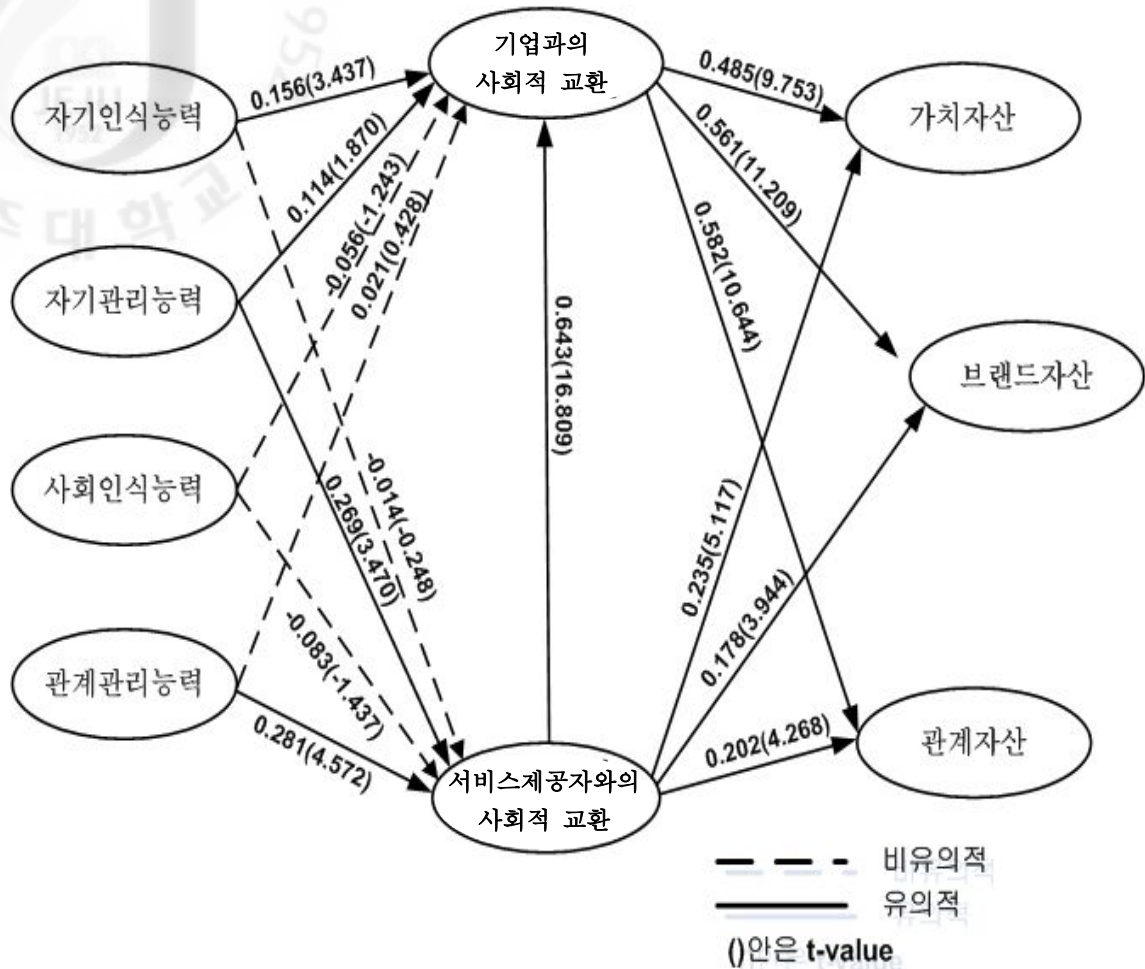 기업과의
사회적 교환
자기인식능력
0.156(3.437)
0.485(9.753)
가치자산
0.114(1.870)
-0.056(-1.243)
0.021(0.428)
0.561(11.209)
0.582(10.644)
자기관리능력
0.643(16.809)
브랜드자산
사회인식능력
-0.014(-0.248)
0.269(3.470)
0.235(5.117)
0.178(3.944)
관계관리능력
-0.083(-1.437)
0.281(4.572)
0.202(4.268)
관계자산
서비스제공자와의
사회적 교환
비유의적
유의적
()안은 t-value
대학교
952